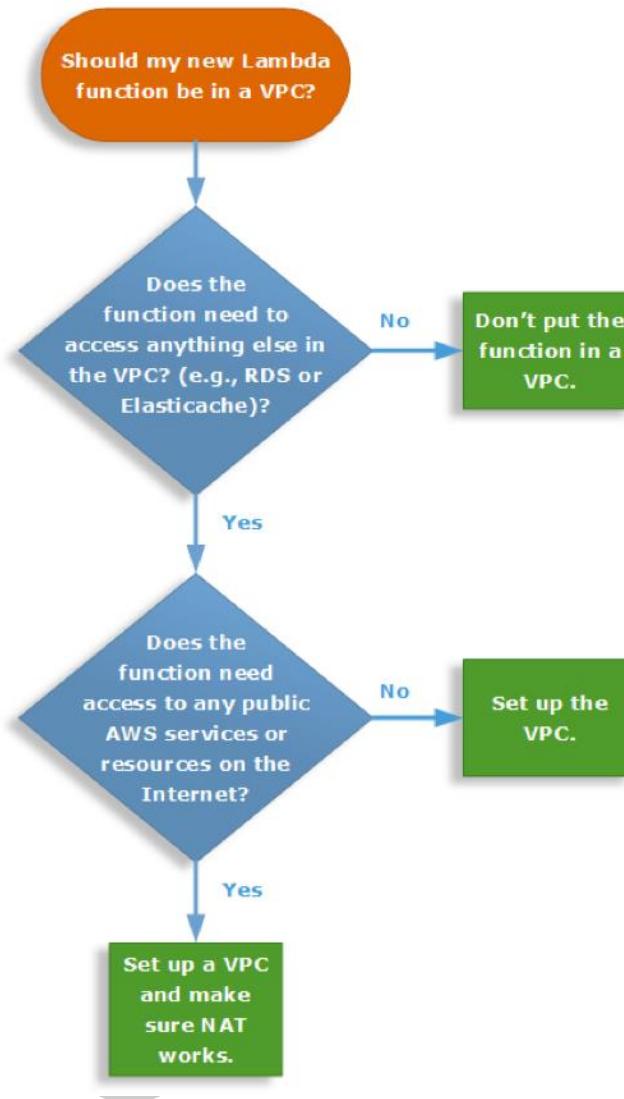 Should my new Lambda
function be in a VPC?
Does the
function need to
access anything else in
the VPC? (e.g., RDS or
Elasticache)?
No
Don’t put the
function in a
VPC.
Yes
Does the
function need
access to any public
AWS services or
resources on the
Internet?
No
Set up the
VPC.
Yes
Set up a VPC
and make
sure NAT
works.